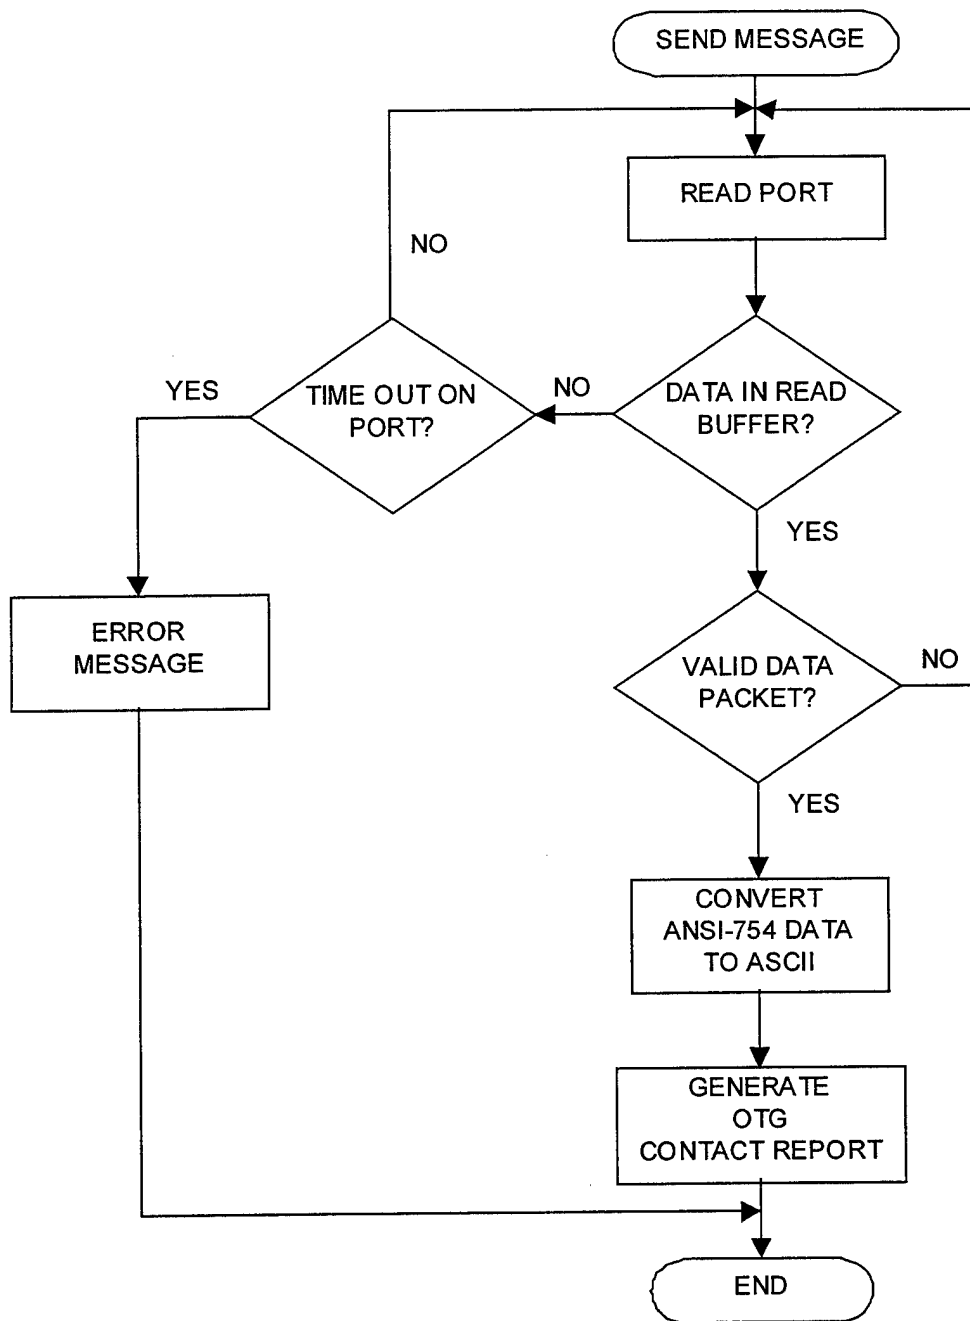 SEND MESSAGE
READ PORT
NO
YES
TIME OUT ON
PORT?
NO
DATA IN READ
BUFFER?
YES
ERROR
MESSAGE
VALID DATA
PACKET?
NO
YES
CONVERT
ANSI-754 DATA
TO ASCII
GENERATE
OTG
CONTACT REPORT
END